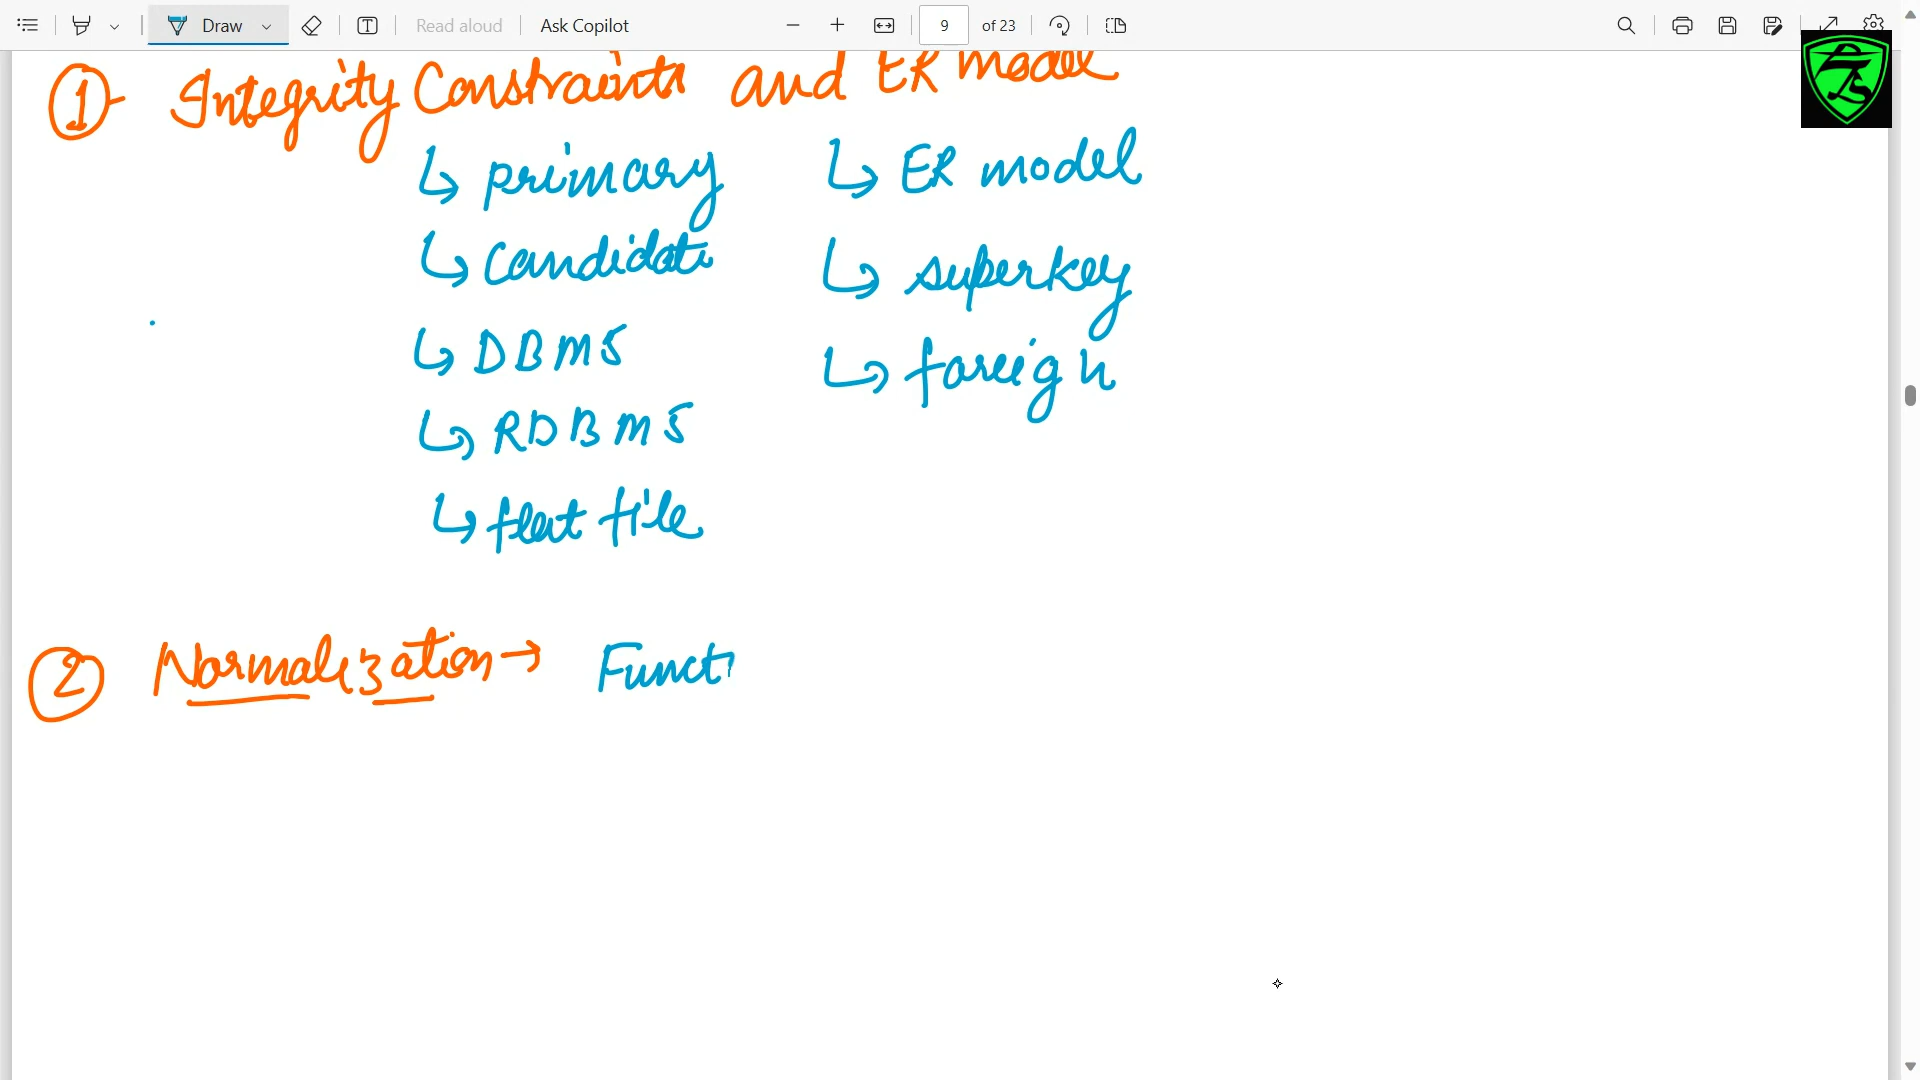 Draw Read aloud Ask Copilot 9 of 23
① Integrity Constraints and ER model
↳ primary ↳ ER model
↳ Candidate ↳ superkey
↳ DBMS ↳ foreign
↳ RDBMS
↳ flat file
② Normalization → Funct